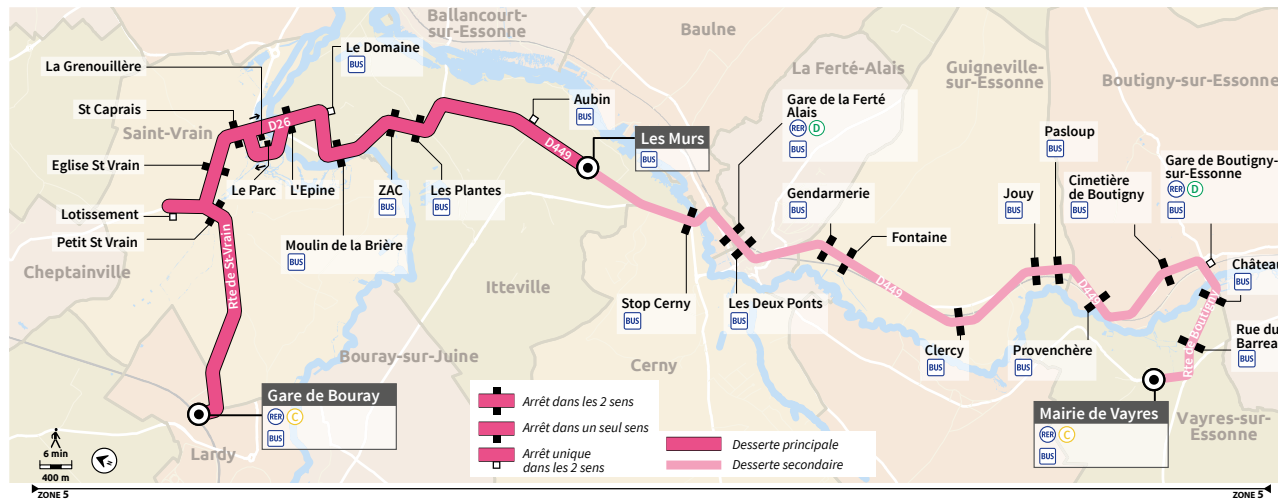 Ballancourt-
sur-Essonne
Baulne
La Ferté-Alais
Guigneville-
sur-Essonne
Boutigny-sur-Essonne
Saint-Vrain
Cheptainville
Itteville
Bouray-sur-Juine
Lardy
Cerny
Vayres-sur-
Essonne
La Grenouillère
Le Domaine
BUS
St Caprais
D26
Eglise St Vrain
Le Parc
L'Epine
ZAC
BUS
Les Plantes
BUS
Lotissement
Petit St Vrain
Moulin de la Brière
BUS
Rte de St-Vrain
Aubin
BUS
D449
Les Murs
BUS
Gare de la Ferté
Alais
RER D
BUS
Gendarmerie
BUS
Fontaine
D449
Stop Cerny
BUS
Les Deux Ponts
BUS
Jouy
BUS
Pasloup
BUS
Cimetière
de Boutigny
BUS
Gare de Boutigny-
sur-Essonne
RER D
BUS
Château
BUS
Clercy
BUS
Provenchère
BUS
D449
Rte de Boutigny
Rue du
Barrea
BUS
Gare de Bouray
RER C
BUS
Mairie de Vayres
RER C
BUS
Arrêt dans les 2 sens
Arrêt dans un seul sens
Arrêt unique
dans les 2 sens
Desserte principale
Desserte secondaire
6 min
400 m
ZONE 5
ZONE 5